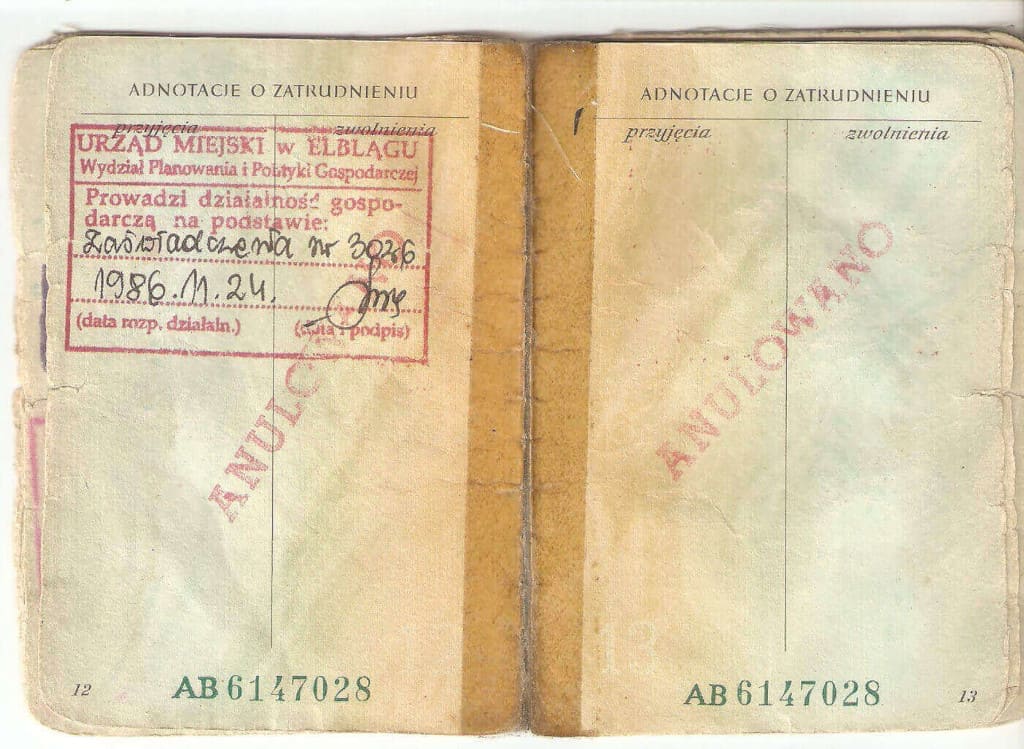 ADNOTACJE O ZATRUDNIENIU
przyjęcia zwolnienia
URZĄD MIEJSKI w ELBLĄGU
Wydział Planowania i Polityki Gospodarczej
Prowadzi działalność gospo-
darczą na podstawie:
Zaświadczenia nr 3026
1986.11.24.
(data rozp. działaln.) (data i podpis)
ANULOWANO
12 AB 6147028
ADNOTACJE O ZATRUDNIENIU
przyjęcia zwolnienia
ANULOWANO
AB 6147028 13